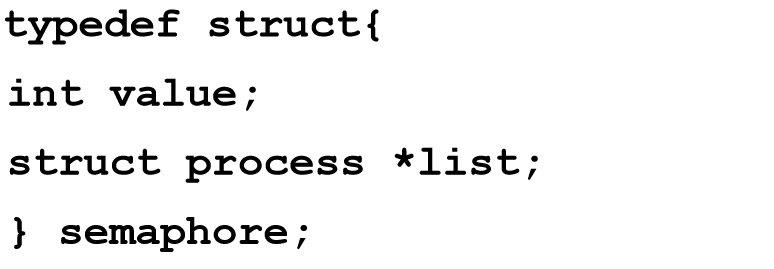 typedef struct{
int value;
struct process *list;
} semaphore;